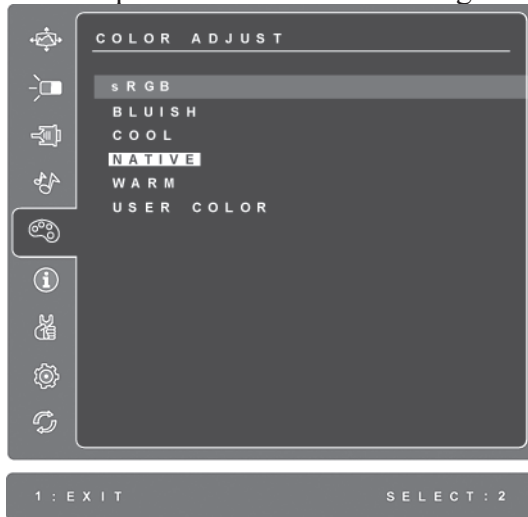 COLOR ADJUST
sRGB
BLUISH
COOL
NATIVE
WARM
USER COLOR
1:EXIT SELECT:2